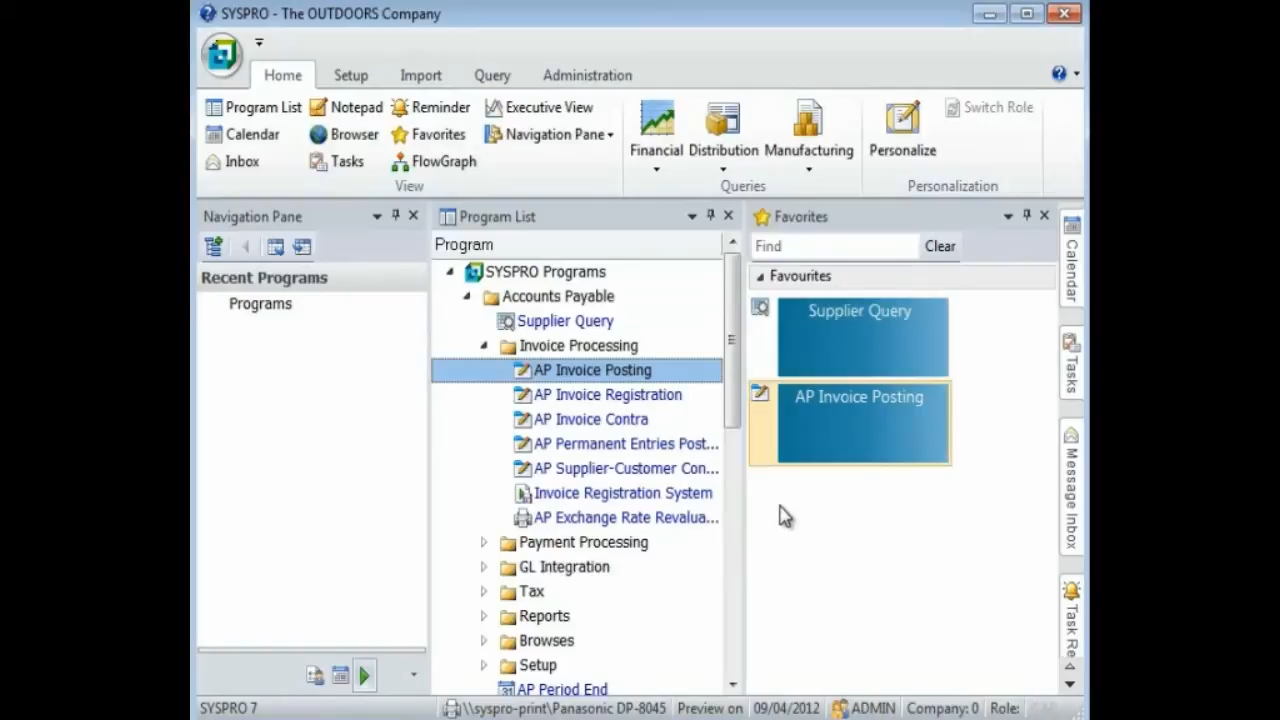 SYSPRO - The OUTDOORS Company
Home Setup Import Query Administration
Program List Notepad Reminder Executive View
Calendar Browser Favorites Navigation Pane
Inbox Tasks FlowGraph
View
Financial Distribution Manufacturing
Queries
Personalize Switch Role
Personalization
Navigation Pane
Recent Programs
Programs
Program List
Program
SYSPRO Programs
Accounts Payable
Supplier Query
Invoice Processing
AP Invoice Posting
AP Invoice Registration
AP Invoice Contra
AP Permanent Entries Post...
AP Supplier-Customer Con...
Invoice Registration System
AP Exchange Rate Revalua...
Payment Processing
GL Integration
Tax
Reports
Browses
Setup
AP Period End
Favorites
Find Clear
Favourites
Supplier Query
AP Invoice Posting
Calendar
Tasks
Message Inbox
Task Re
SYSPRO 7 \\syspro-print\Panasonic DP-8045 Preview on 09/04/2012 ADMIN Company: 0 Role: